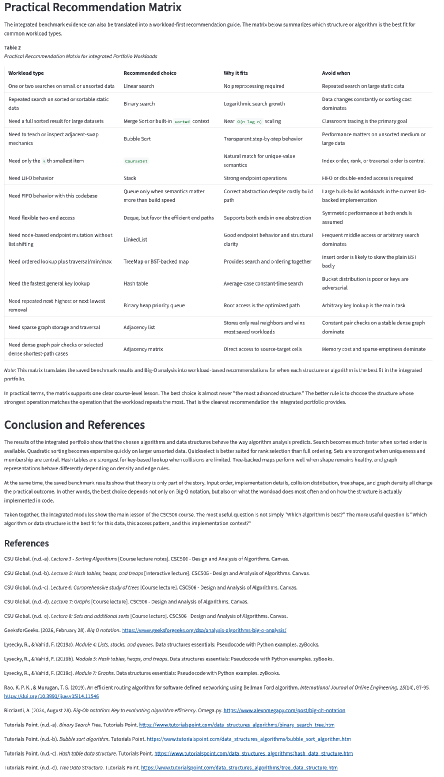 Practical Recommendation Matrix
The integrated benchmark evidence can also be translated into a workload-first recommendation guide. The matrix below summarizes which structure or algorithm is the best fit for
common workload types.
Table 2
Practical Recommendation Matrix for Integrated Portfolio Workloads
Workload type Recommended choice Why it fits Avoid when
One or two searches on small or unsorted data Linear search No preprocessing required Repeated search on large static data
Repeated search on sorted or sortable static data Binary search Logarithmic search growth Data changes constantly or sorting cost dominates
Need a full sorted result for large datasets Merge Sort or built-in sorted context Near O(n log n) scaling Classroom tracing is the primary goal
Need to teach or inspect adjacent-swap mechanics Bubble Sort Transparent step-by-step behavior Performance matters on unsorted medium or large data
Need only the k th smallest item Natural match for unique-value semantics Index order, rank, or traversal order is central
Need LIFO behavior Stack Strong endpoint operations FIFO or double-ended access is required
Need FIFO behavior with this codebase Queue only when semantics matter more than build speed Correct abstraction despite costly build path Large bulk-build workloads in the current list-backed implementation
Need flexible two-end access Deque, but favor the efficient end paths Supports both ends in one abstraction Symmetric performance at both ends is assumed
Need node-based endpoint mutation without list shifting LinkedList Good endpoint behavior and structural clarity Frequent middle access or arbitrary search dominates
Need ordered lookup plus traversal/min/max TreeMap or BST-backed map Provides search and ordering together Insert order is likely to skew the plain BST badly
Need the fastest general key lookup Hash table Average-case constant-time search Bucket distribution is poor or keys are adversarial
Need repeated next highest or next lowest removal Binary heap priority queue Root access is the optimized path Arbitrary key lookup is the main task
Need sparse graph storage and traversal Adjacency list Stores only real neighbors and wins most saved workloads Constant pair checks on a stable dense graph dominate
Need dense graph pair checks or selected dense shortest-path cases Adjacency matrix Direct access to source-target cells Memory cost and sparse-emptiness dominate
Note: This matrix translates the saved benchmark results and Big-O analysis into workload-based recommendations for when each structure or algorithm is the best fit in the integrated
portfolio.
In practical terms, the matrix supports one clear course-level lesson. The best choice is almost never "the most advanced structure." The better rule is to choose the structure whose
strongest operation matches the operation that the workload repeats the most. That is the clearest recommendation the integrated portfolio provides.
Conclusion and References
The results of the integrated portfolio show that the chosen algorithms and data structures behave the way algorithm analysis predicts. Search becomes much faster when sorted order is
available. Quadratic sorting becomes expensive quickly on larger unsorted data. Quickselect is better suited for rank selection than full ordering. Sets are strongest when uniqueness and
membership are central. Hash tables are strongest for key-based lookup when collisions are limited. Tree-backed maps perform well when shape remains healthy, and graph
representations behave differently depending on density and edge rules.
At the same time, the saved benchmark results show that theory is only part of the story. Input order, implementation details, collision distribution, tree shape, and graph density all change
the practical outcome. In other words, the best choice depends not only on Big-O notation, but also on what the workload does most often and on how the structure is actually
implemented in code.
Taken together, the integrated modules show the main lesson of the CSC506 course. The most useful question is not simply "Which algorithm is best?" The more useful question is "Which
algorithm or data structure is the best fit for this data, this access pattern, and this implementation context?"
References
CSU Global. (n.d.-a). Lecture 3 - Sorting Algorithms [Course lecture notes]. CSC506 - Design and Analysis of Algorithms. Canvas.
CSU Global. (n.d.-b). Lecture 5: Hash tables, heaps, and treaps [Interactive lecture]. CSC506 - Design and Analysis of Algorithms. Canvas.
CSU Global. (n.d.-c). Lecture 6: Comprehensive study of trees [Course lecture]. CSC506 - Design and Analysis of Algorithms. Canvas.
CSU Global. (n.d.-d). Lecture 7: Graphs [Course lecture]. CSC506 - Design and Analysis of Algorithms. Canvas.
CSU Global. (n.d.-e). Lecture 8: Sets and additional sorts [Course lecture]. CSC506 - Design and Analysis of Algorithms. Canvas.
GeeksforGeeks. (2026, February 28). Big O notation. https://www.geeksforgeeks.org/dsa/analysis-algorithms-big-o-analysis/
Lysecky, R., & Vahid, F. (2019a). Module 4: Lists, stacks, and queues. Data structures essentials: Pseudocode with Python examples. zyBooks.
Lysecky, R., & Vahid, F. (2019b). Module 5: Hash tables, heaps, and treaps. Data structures essentials: Pseudocode with Python examples. zyBooks.
Lysecky, R., & Vahid, F. (2019c). Module 7: Graphs. Data structures essentials: Pseudocode with Python examples. zyBooks.
Rao, K. P. K., & Murugan, T. S. (2019). An efficient routing algorithm for software defined networking using Bellman Ford algorithm. International Journal of Online Engineering, 15(14), 87-95.
https://doi.org/10.3991/ijoe.v15i14.11546
(2024, August 28). Big-O Notation: Key to evaluating algorithm efficiency.
Tutorials Point. (n.d.-a). Binary Search Tree. Tutorials Point. https://www.tutorialspoint.com/data_structures_algorithms/binary_search_tree.htm
Tutorials Point. (n.d.-b). Bubble sort algorithm. Tutorials Point. https://www.tutorialspoint.com/data_structures_algorithms/bubble_sort_algorithm.htm
Tutorials Point. (n.d.-c). Hash table data structure. Tutorials Point. https://www.tutorialspoint.com/data_structures_algorithms/hash_data_structure.htm
Tutorials Point. (n.d.-d). Tree Data Structure. Tutorials Point. https://www.tutorialspoint.com/data_structures_algorithms/tree_data_structure.htm